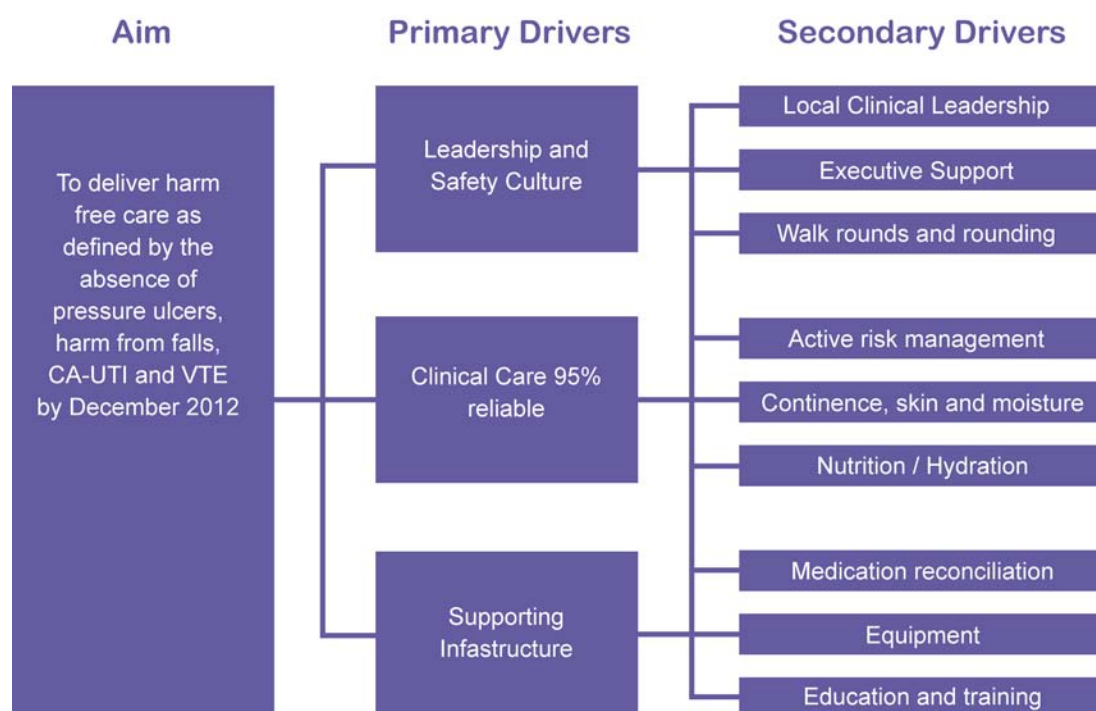 Aim
Primary Drivers
Secondary Drivers
To deliver harm
free care as
defined by the
absence of
pressure ulcers,
harm from falls,
CA-UTI and VTE
by December 2012
Leadership and
Safety Culture
Clinical Care 95%
reliable
Supporting
Infastructure
Local Clinical Leadership
Executive Support
Walk rounds and rounding
Active risk management
Continence, skin and moisture
Nutrition / Hydration
Medication reconciliation
Equipment
Education and training